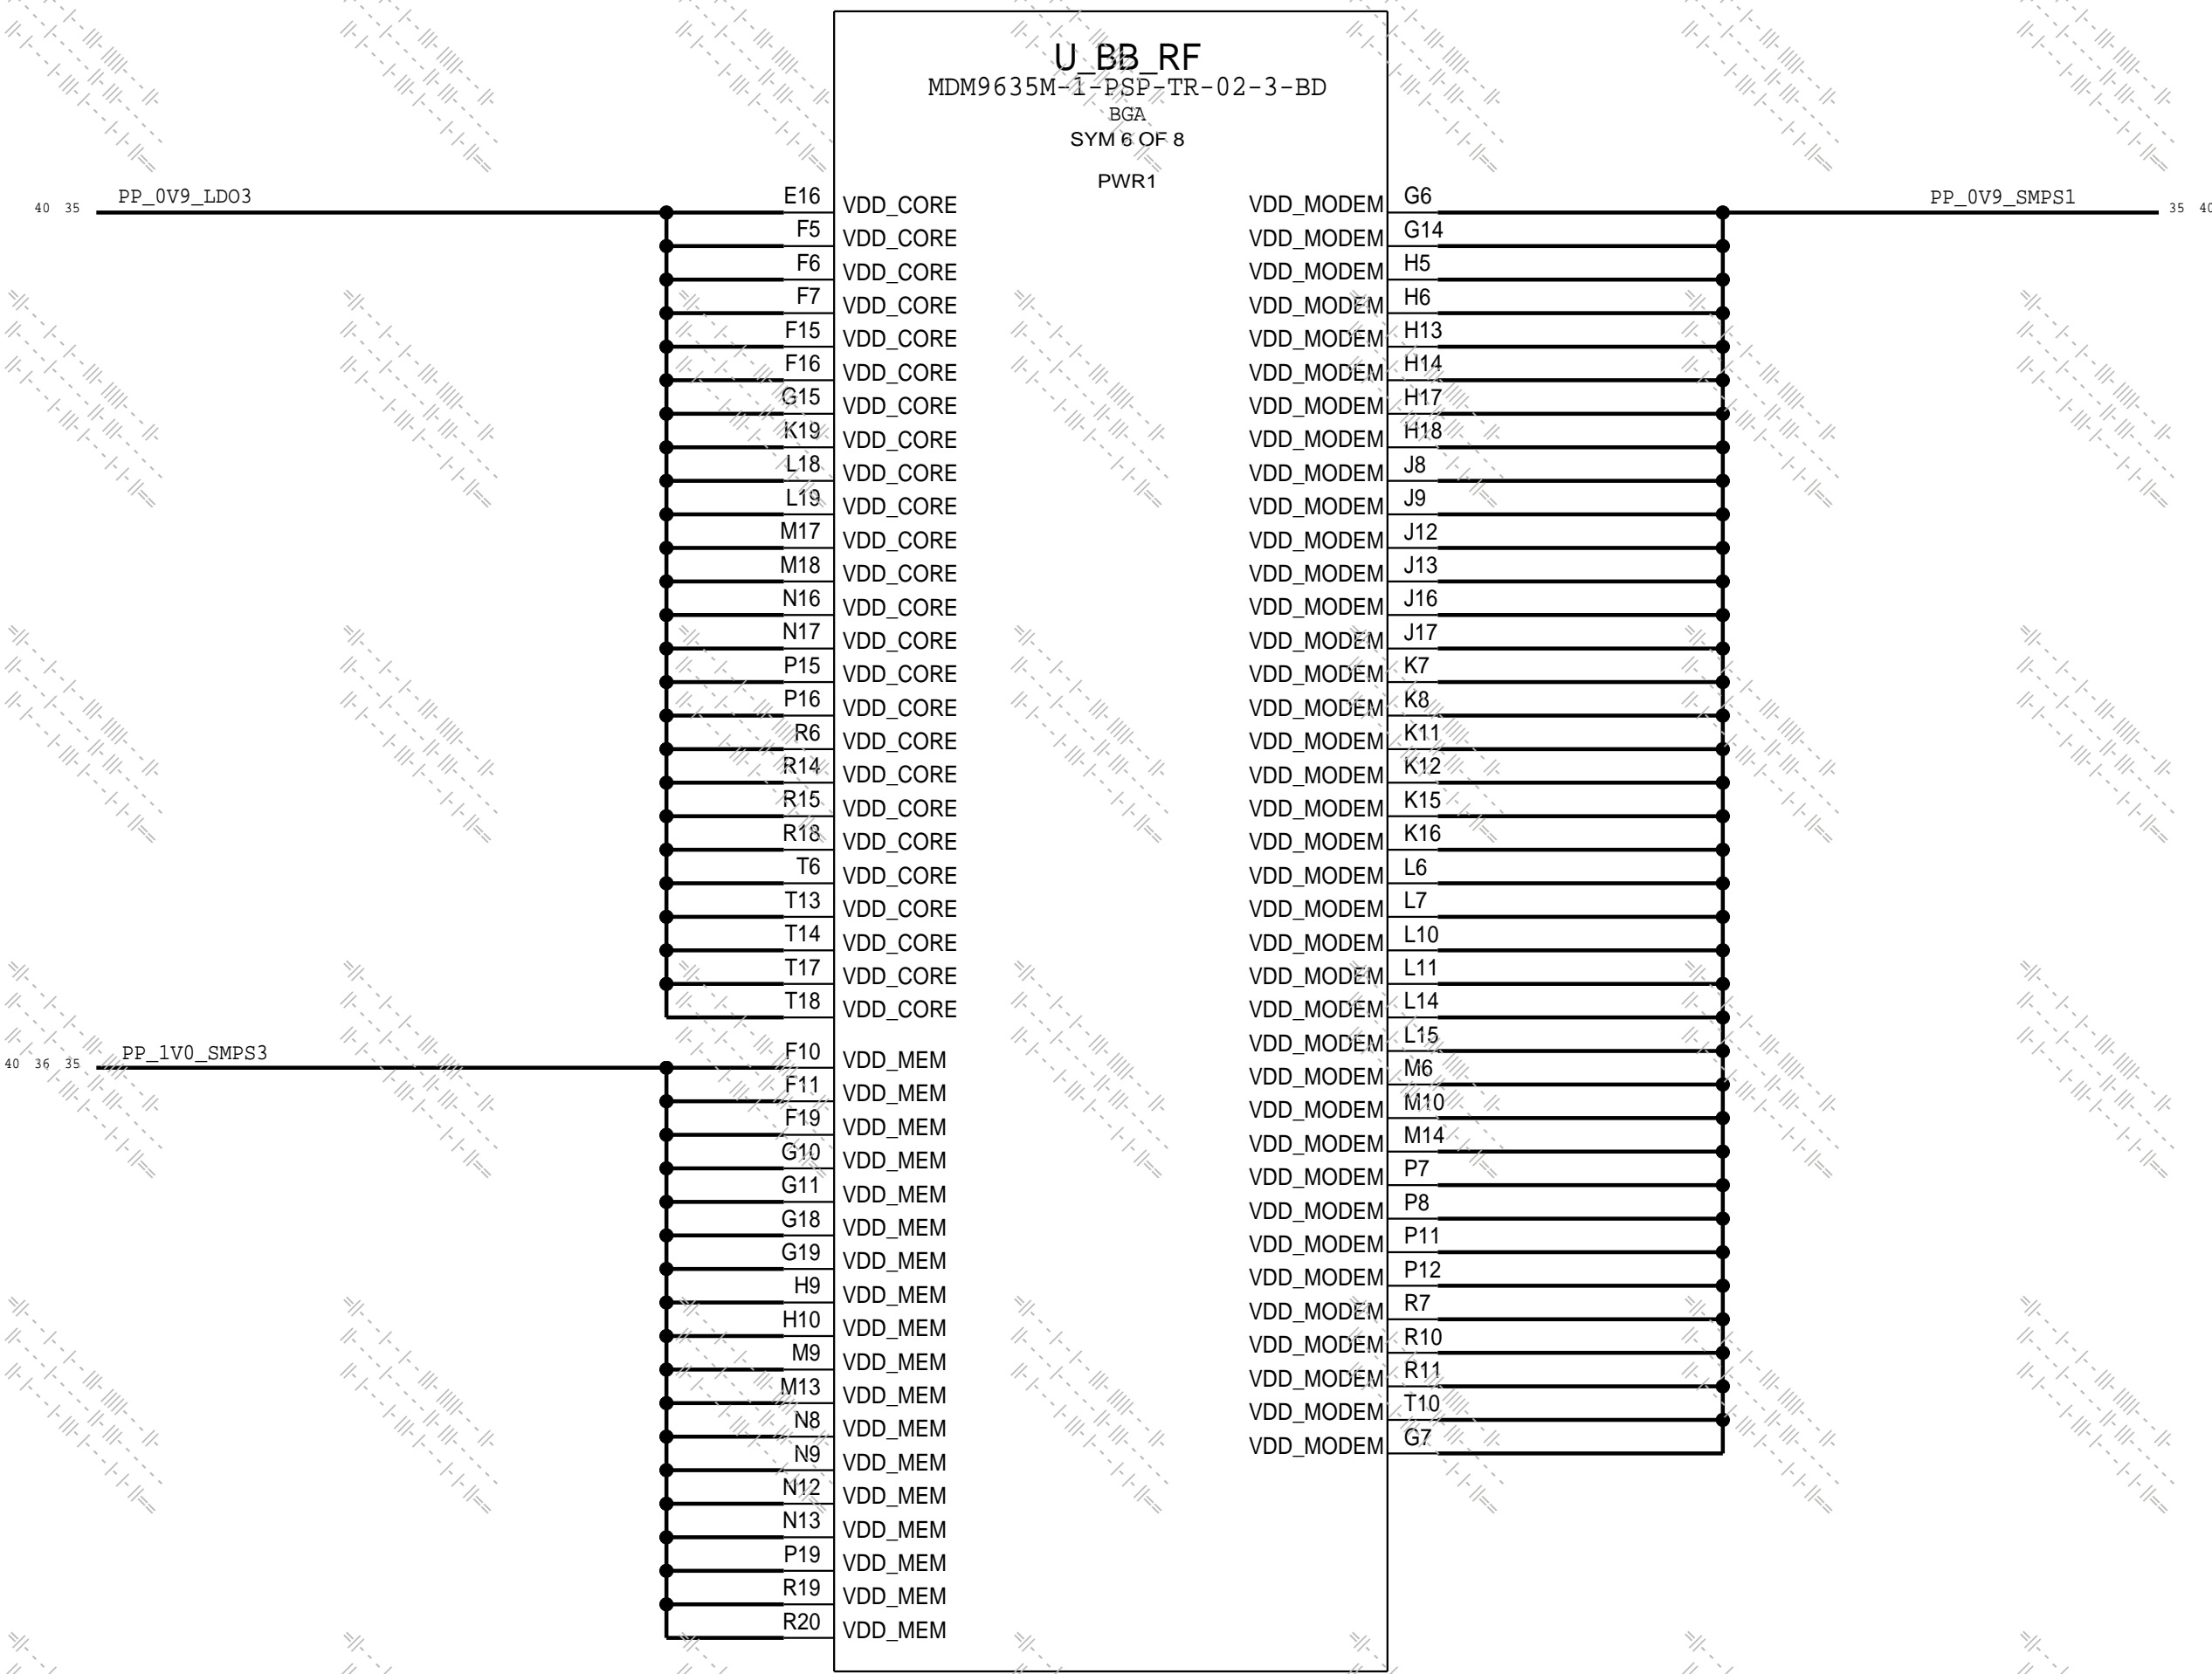 U_BB_RF
MDM9635M-1-PSP-TR-02-3-BD
BGA
SYM 6 OF 8
PWR1
40 35 PP_0V9_LDO3 E16 VDD_CORE VDD_MODEM G6 PP_0V9_SMPS1 35 40
F5 VDD_CORE VDD_MODEM G14
F6 VDD_CORE VDD_MODEM H5
F7 VDD_CORE VDD_MODEM H6
F15 VDD_CORE VDD_MODEM H13
F16 VDD_CORE VDD_MODEM H14
G15 VDD_CORE VDD_MODEM H17
K19 VDD_CORE VDD_MODEM H18
L18 VDD_CORE VDD_MODEM J8
L19 VDD_CORE VDD_MODEM J9
M17 VDD_CORE VDD_MODEM J12
M18 VDD_CORE VDD_MODEM J13
N16 VDD_CORE VDD_MODEM J16
N17 VDD_CORE VDD_MODEM J17
P15 VDD_CORE VDD_MODEM K7
P16 VDD_CORE VDD_MODEM K8
R6 VDD_CORE VDD_MODEM K11
R14 VDD_CORE VDD_MODEM K12
R15 VDD_CORE VDD_MODEM K15
R18 VDD_CORE VDD_MODEM K16
T6 VDD_CORE VDD_MODEM L6
T13 VDD_CORE VDD_MODEM L7
T14 VDD_CORE VDD_MODEM L10
T17 VDD_CORE VDD_MODEM L11
T18 VDD_CORE VDD_MODEM L14
VDD_MODEM L15
40 36 35 PP_1V0_SMPS3 F10 VDD_MEM VDD_MODEM M6
F11 VDD_MEM VDD_MODEM M10
F19 VDD_MEM VDD_MODEM M14
G10 VDD_MEM VDD_MODEM P7
G11 VDD_MEM VDD_MODEM P8
G18 VDD_MEM VDD_MODEM P11
G19 VDD_MEM VDD_MODEM P12
H9 VDD_MEM VDD_MODEM R7
H10 VDD_MEM VDD_MODEM R10
M9 VDD_MEM VDD_MODEM R11
M13 VDD_MEM VDD_MODEM T10
N8 VDD_MEM VDD_MODEM G7
N9 VDD_MEM
N12 VDD_MEM
N13 VDD_MEM
P19 VDD_MEM
R19 VDD_MEM
R20 VDD_MEM